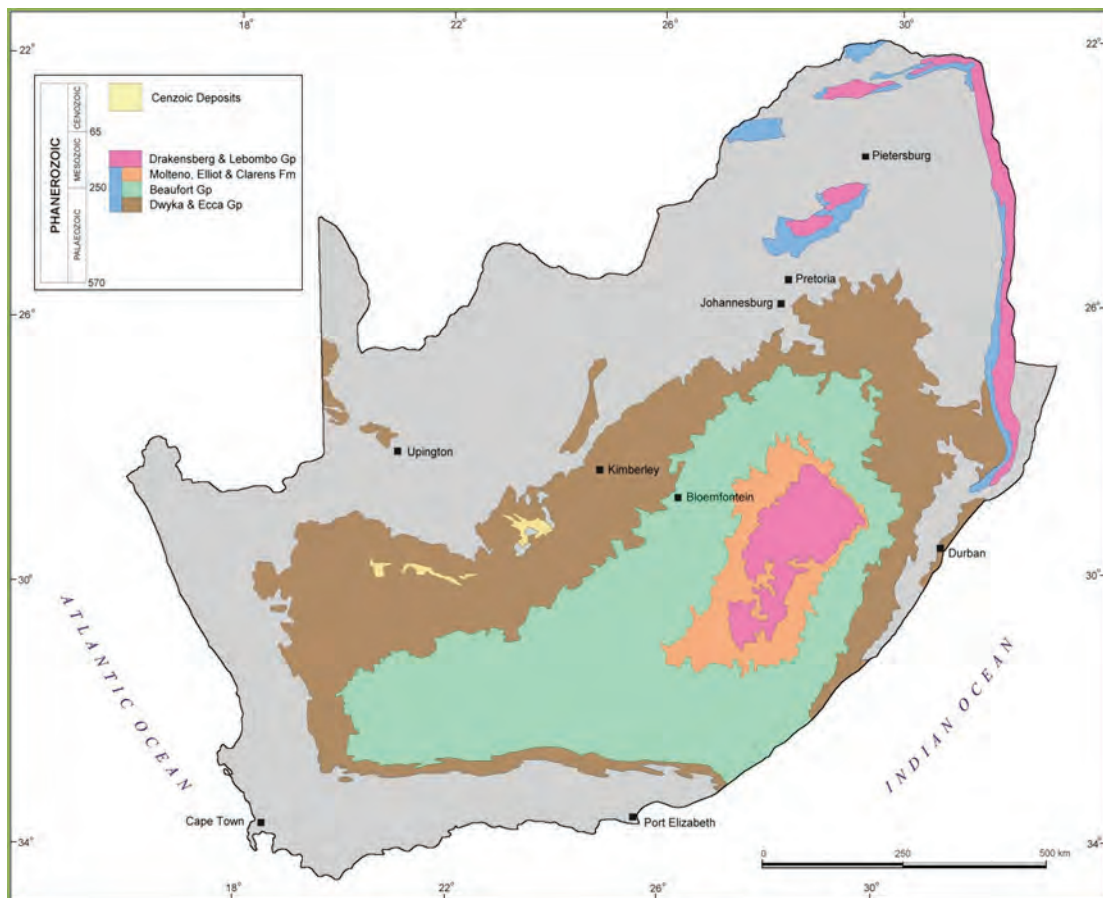 18°
22°
26°
30°
22°
22°
PHANEROZOIC
CENOZOIC
MESOZOIC
PALAEOZOIC
65
250
570
Cenzoic Deposits
Drakensberg & Lebombo Gp
Molteno, Elliot & Clarens Fm
Beaufort Gp
Dwyka & Ecca Gp
Pietersburg
Pretoria
Johannesburg
26°
26°
Upington
Kimberley
Bloemfontein
Durban
30°
30°
ATLANTIC OCEAN
INDIAN OCEAN
Cape Town
Port Elizabeth
34°
34°
0 250 500 km
18°
22°
26°
30°